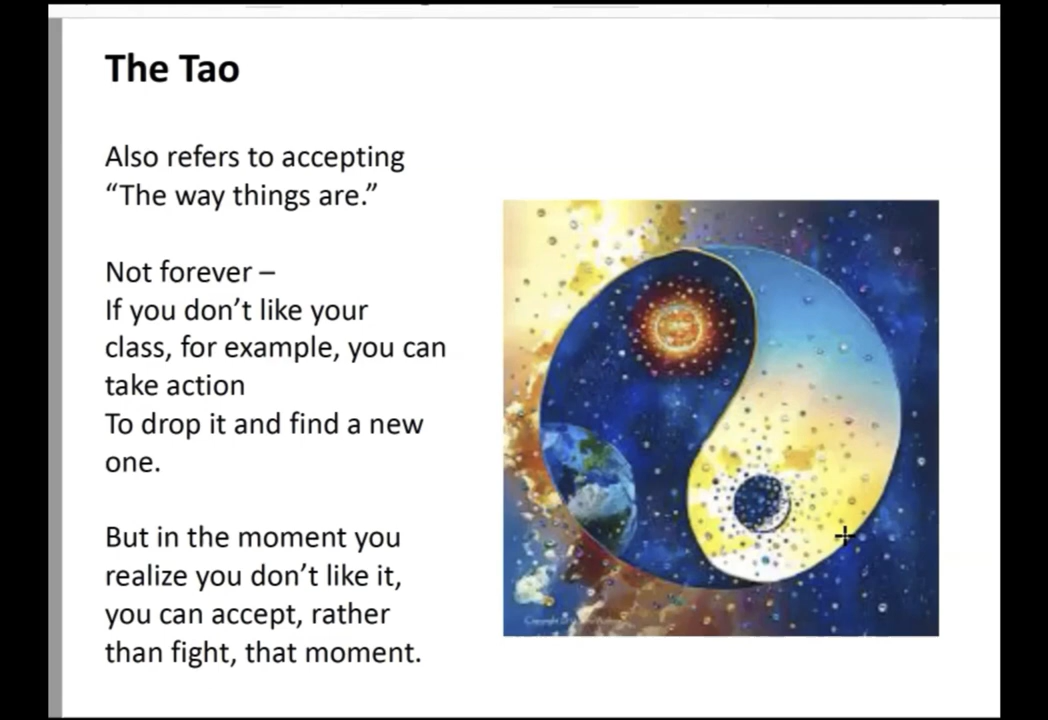 The Tao
Also refers to accepting
“The way things are.”
Not forever –
If you don’t like your
class, for example, you can
take action
To drop it and find a new
one.
But in the moment you
realize you don’t like it,
you can accept, rather
than fight, that moment.
Copyright